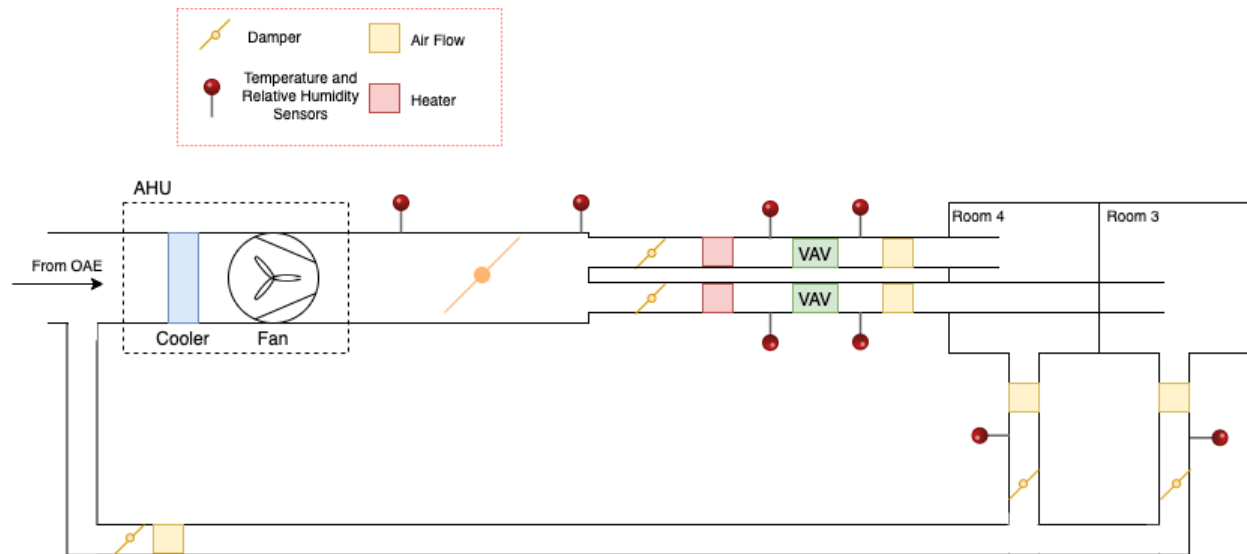 Damper
Air Flow
Temperature and
Relative Humidity
Sensors
Heater
AHU
Room 4
Room 3
From OAE
VAV
VAV
Cooler
Fan